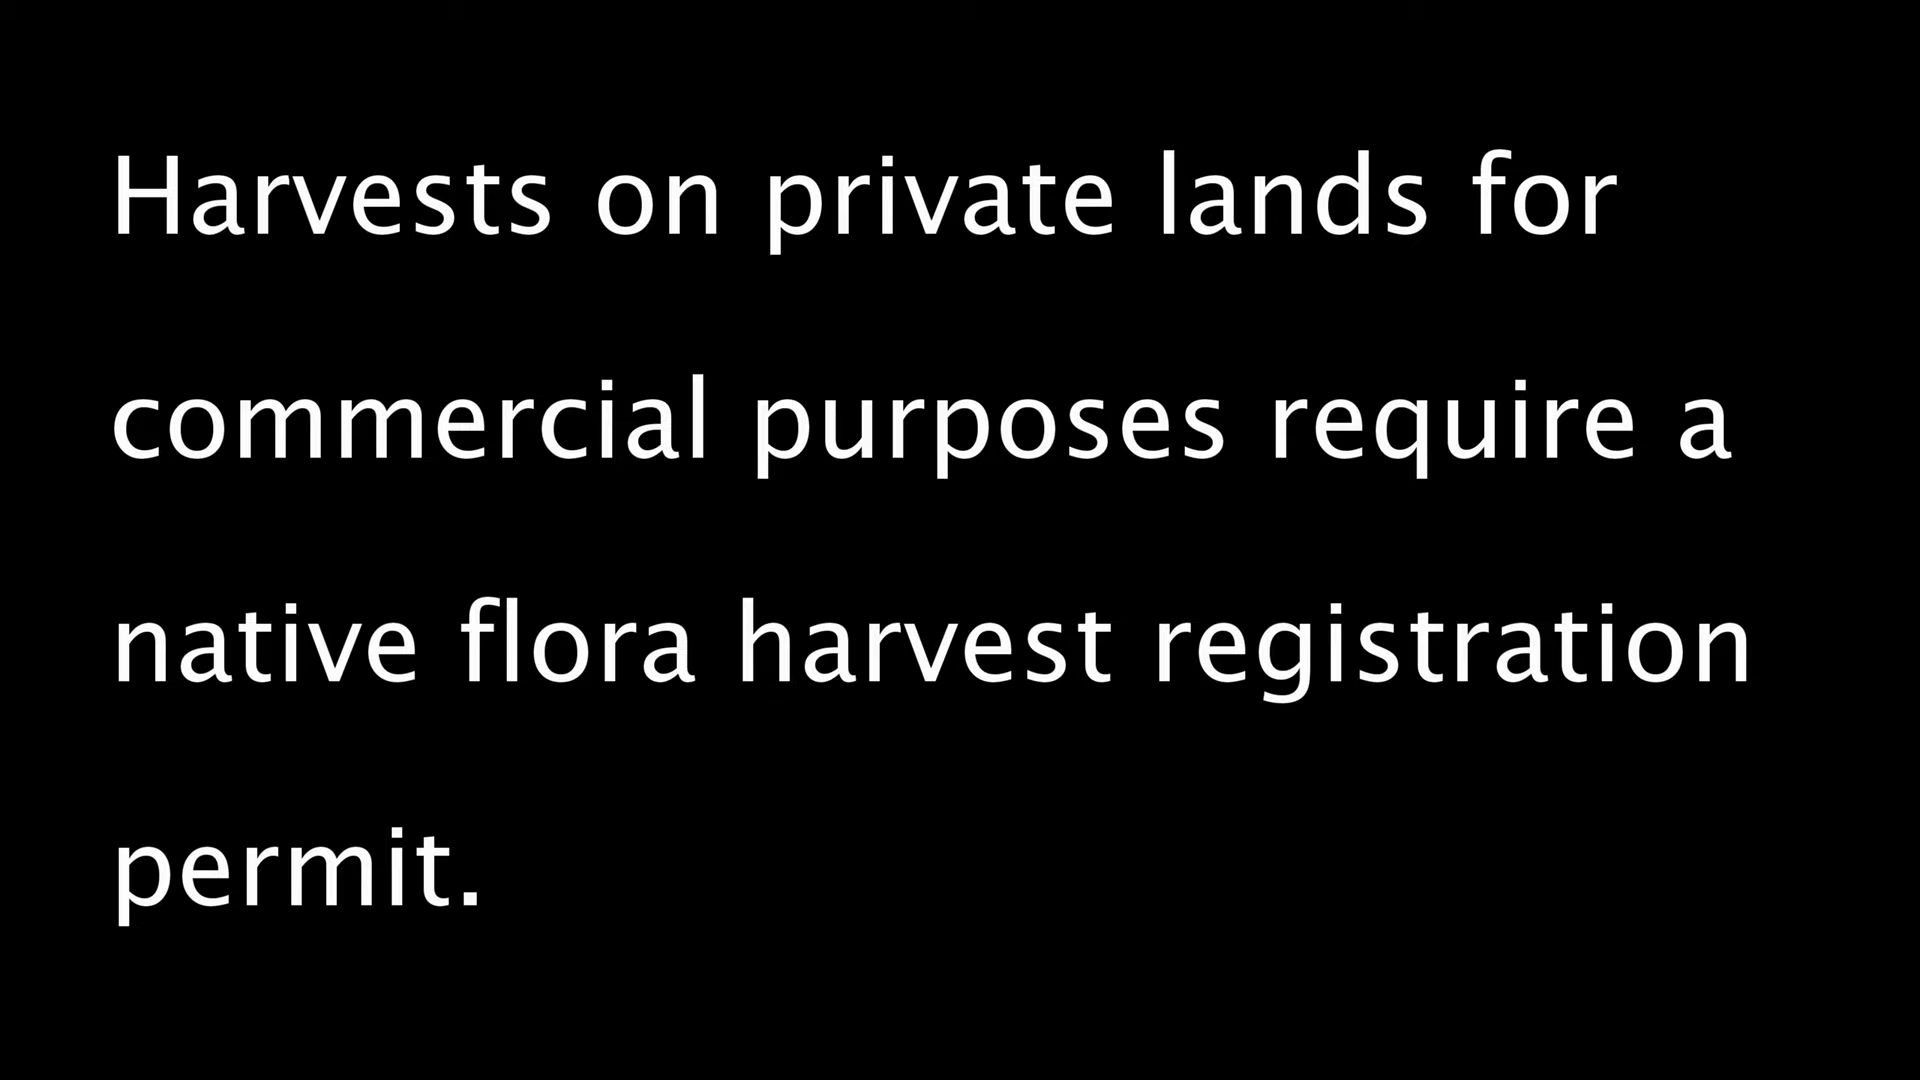 Harvests on private lands for
commercial purposes require a
native flora harvest registration
permit.